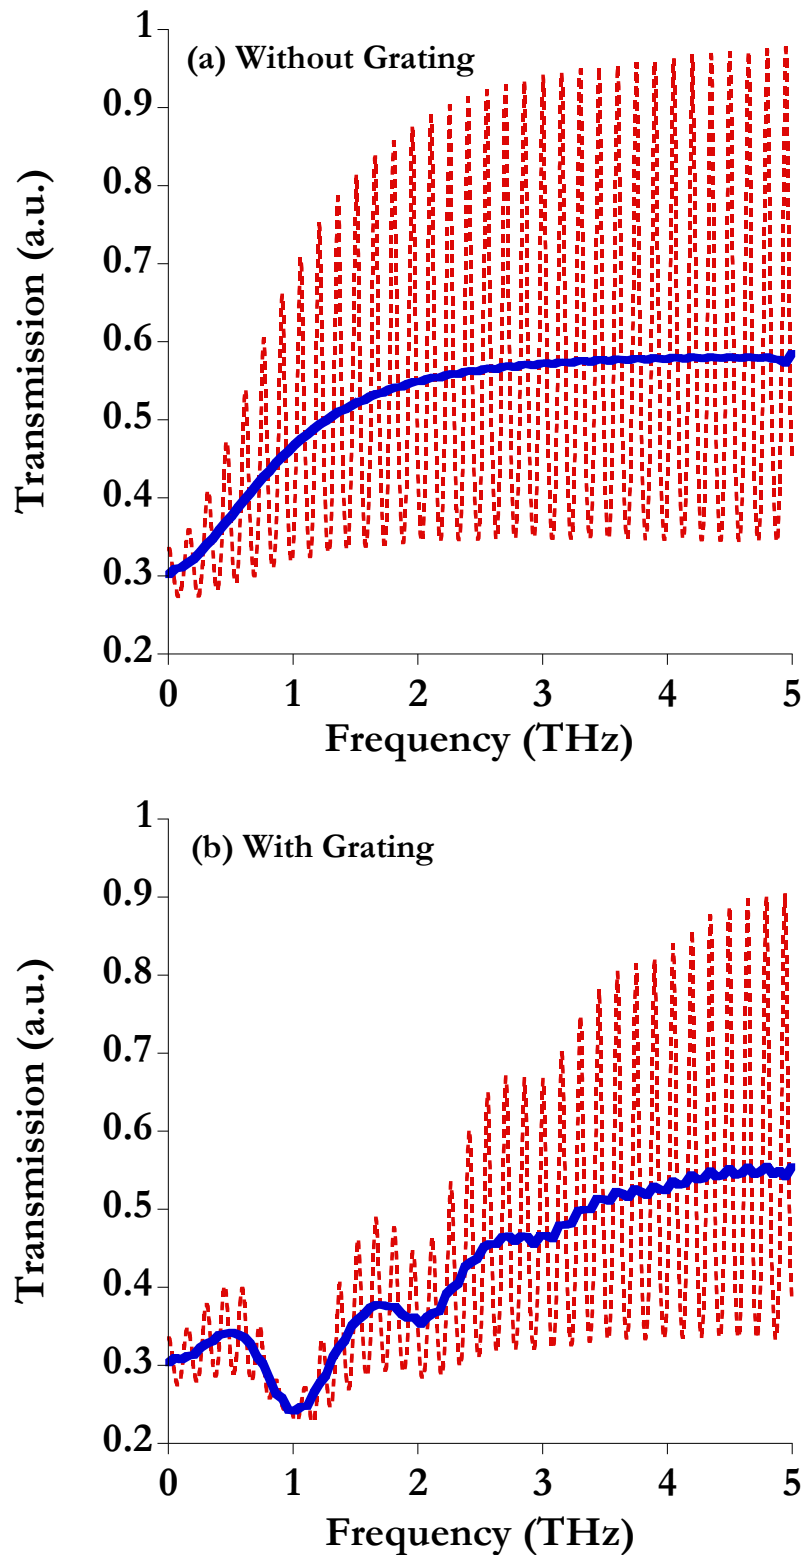 (a) Without Grating
1
0.9
0.8
0.7
0.6
0.5
0.4
0.3
0.2
Transmission (a.u.)
0 1 2 3 4 5
Frequency (THz)
(b) With Grating
1
0.9
0.8
0.7
0.6
0.5
0.4
0.3
0.2
Transmission (a.u.)
0 1 2 3 4 5
Frequency (THz)